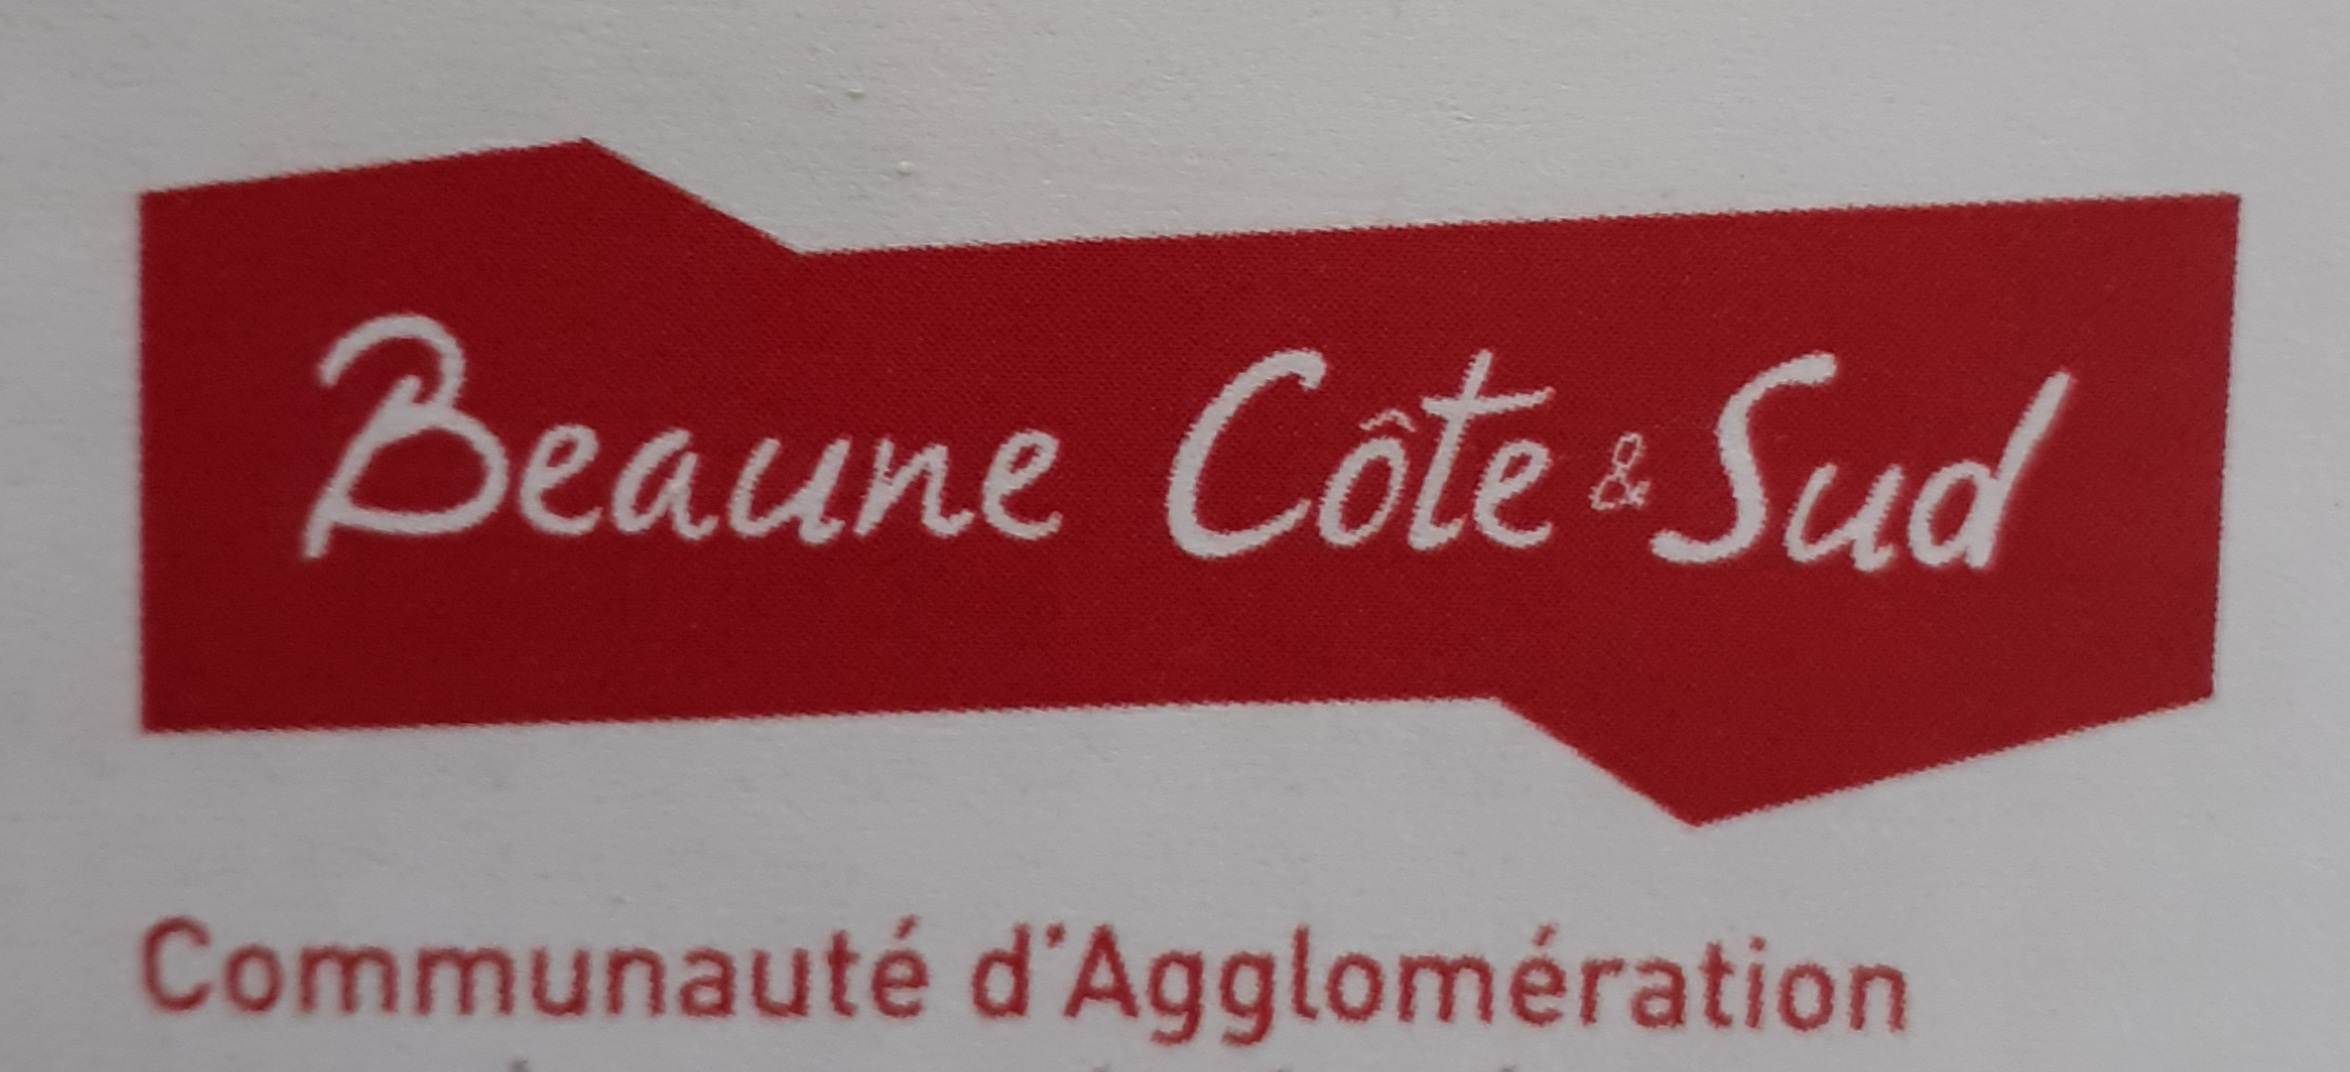 Beaune Côte & Sud
Communauté d'Agglomération